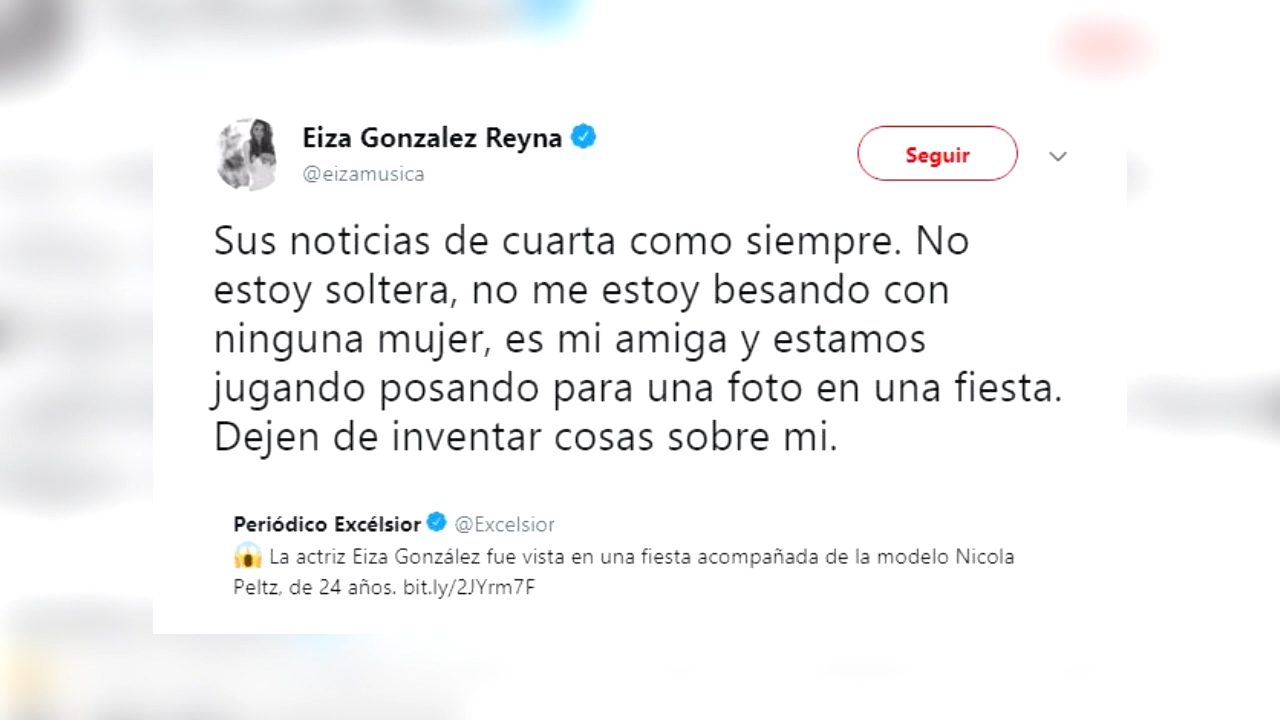 Eiza Gonzalez Reyna
@eizamusica
Seguir
Sus noticias de cuarta como siempre. No
estoy soltera, no me estoy besando con
ninguna mujer, es mi amiga y estamos
jugando posando para una foto en una fiesta.
Dejen de inventar cosas sobre mi.
Periódico Excélsior @Excelsior
😱 La actriz Eiza González fue vista en una fiesta acompañada de la modelo Nicola
Peltz, de 24 años. bit.ly/2JYrm7F